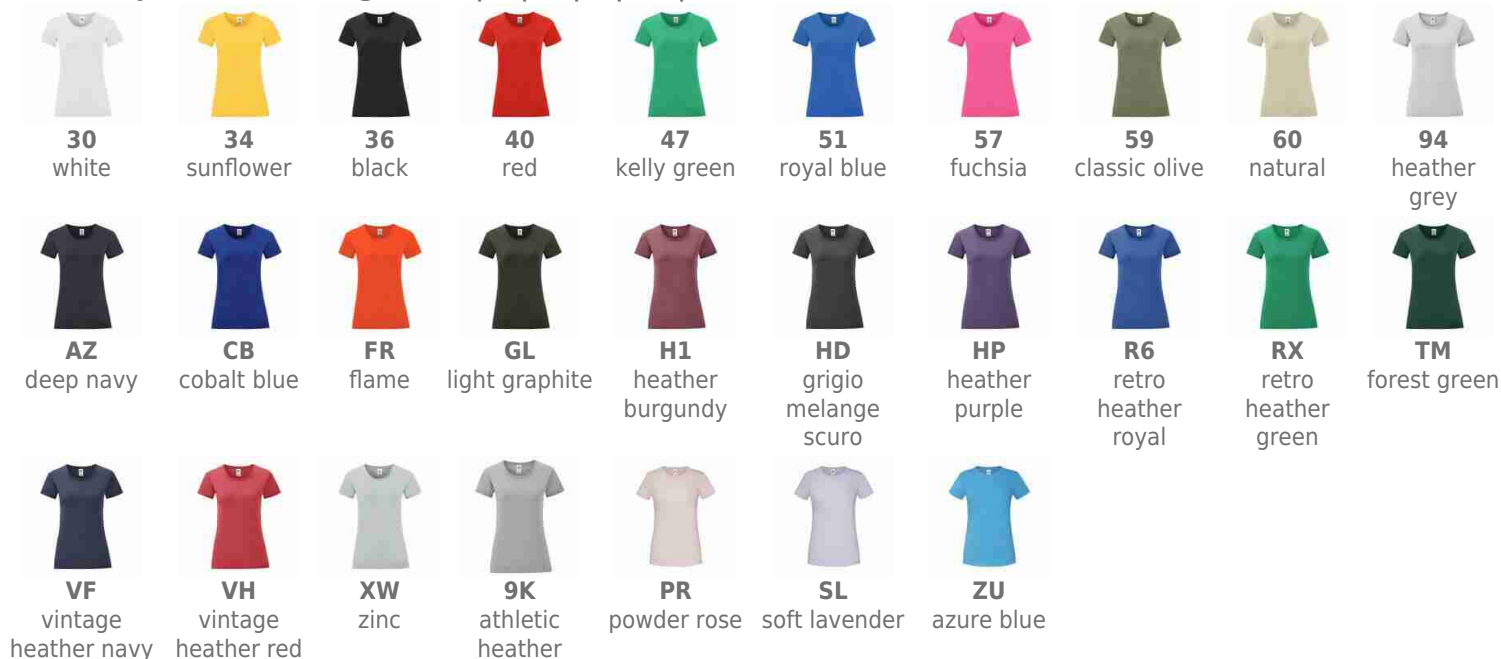 30 34 36 40 47 51 57 59 60 94
white sunflower black red kelly green royal blue fuchsia classic olive natural heather
grey
AZ CB FR GL H1 HD HP R6 RX TM
deep navy cobalt blue flame light graphite heather grigio heather retro retro forest green
burgundy melange purple heather heather
scuro royal green
VF VH XW 9K PR SL ZU
vintage vintage zinc athletic powder rose soft lavender azure blue
heather navy heather red heather